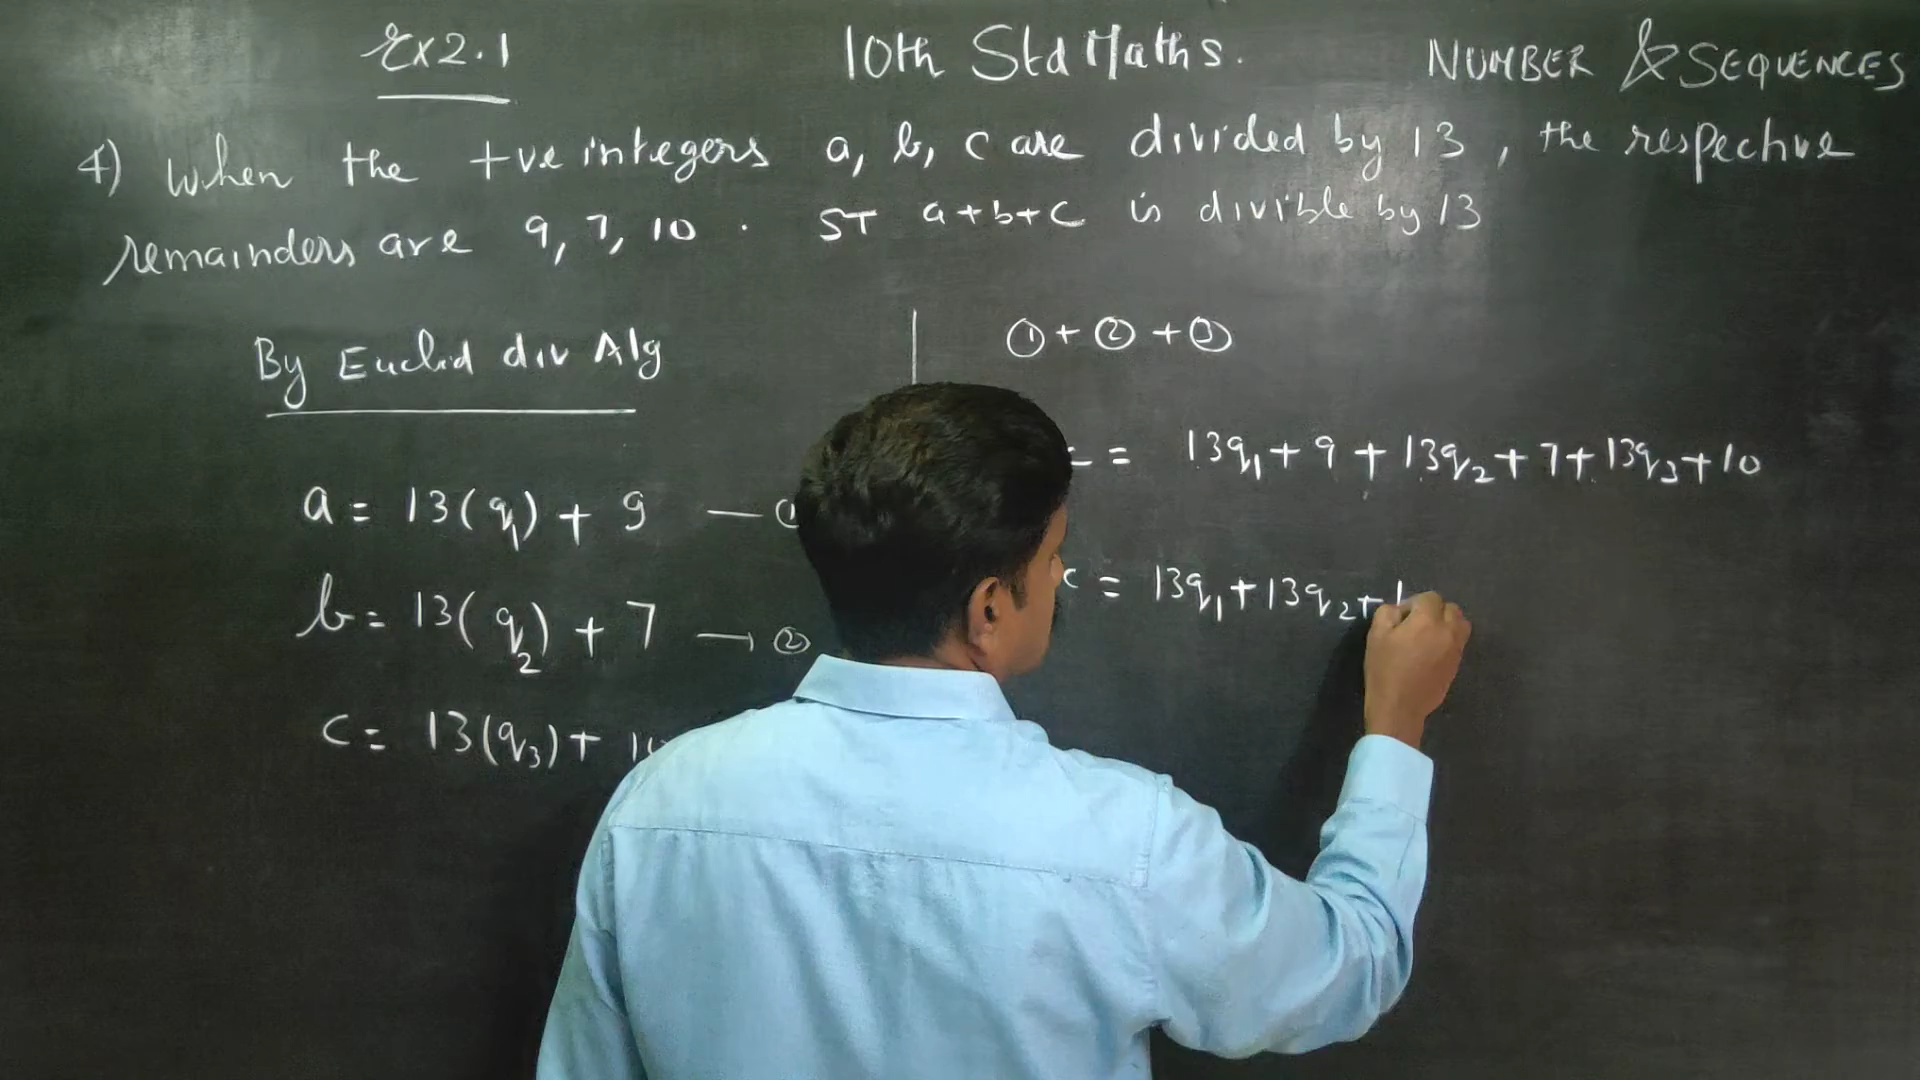 Ex 2.1
10th Std Maths.
NUMBER & SEQUENCES
4) When the +ve integers a, b, c are divided by 13, the respective
remainders are 9, 7, 10. ST a+b+c is divible by 13
By Euclid div Alg
a = 13(q) + 9 — ①
b = 13(q₂) + 7 → ②
c = 13(q₃) +
① + ② + ③
= 13q₁ + 9 + 13q₂ + 7 + 13q₃ + 10
c = 13q₁ + 13q₂ + 1